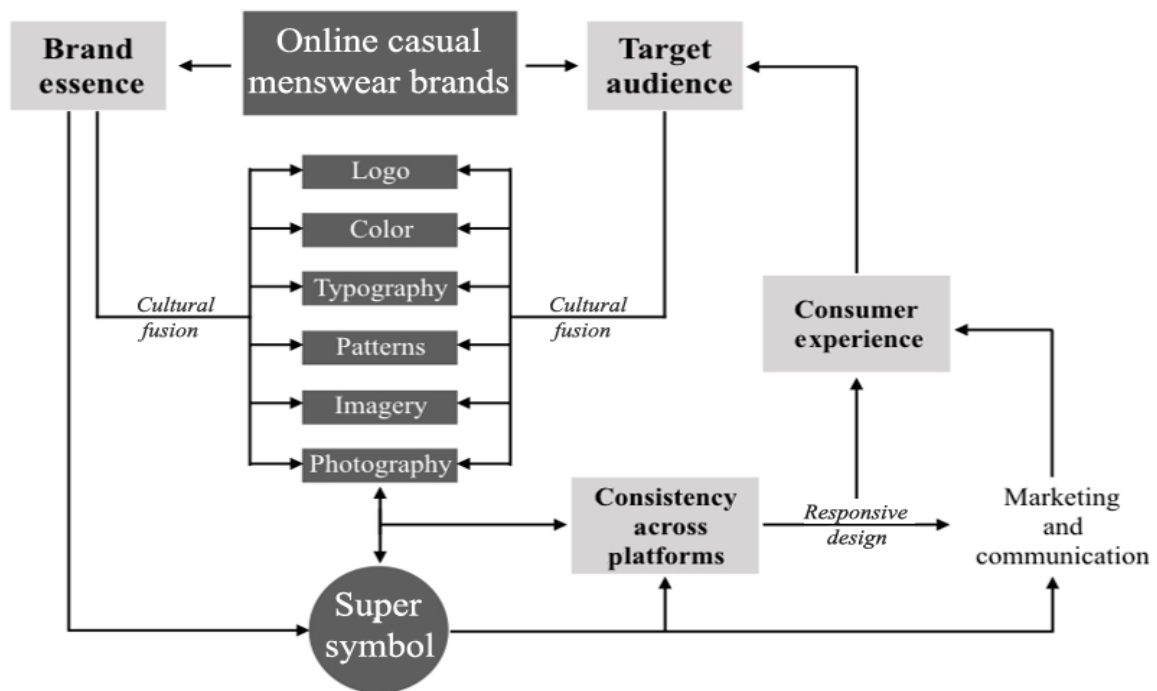 Brand
essence
Online casual
menswear brands
Target
audience
Logo
Color
Typography
Patterns
Imagery
Photography
Cultural
fusion
Cultural
fusion
Consumer
experience
Consistency
across
platforms
Responsive
design
Marketing
and
communication
Super
symbol